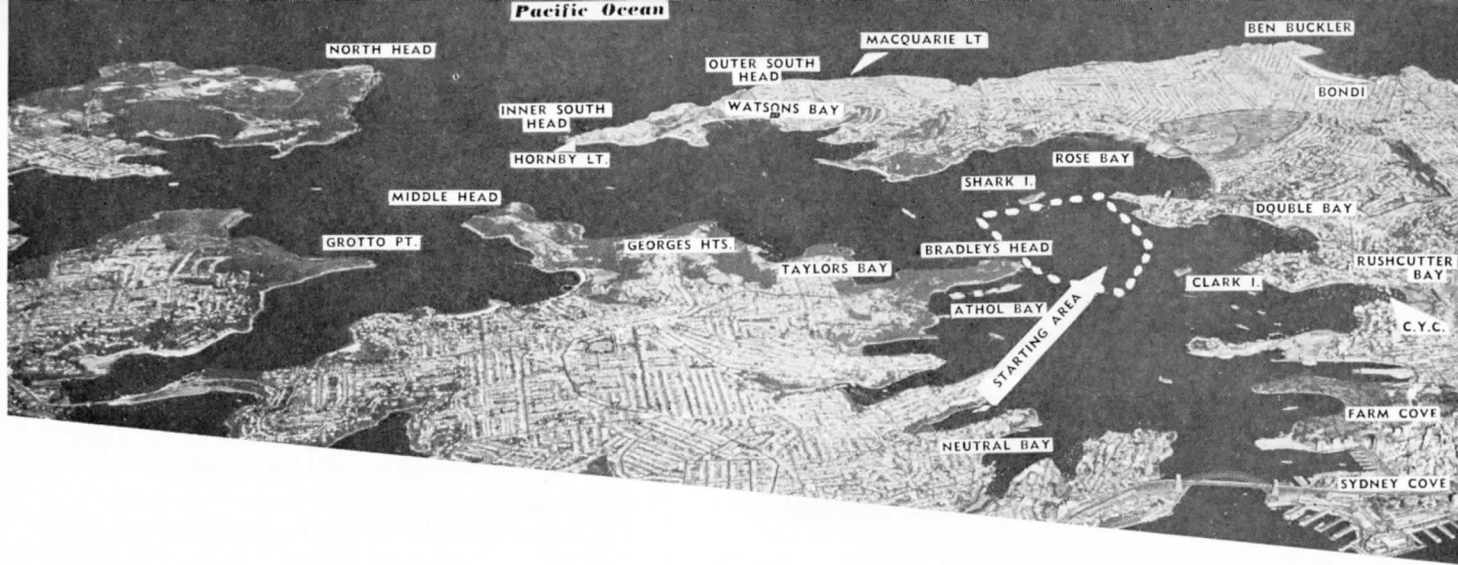 Pacific Ocean
NORTH HEAD
MACQUARIE LT
BEN BUCKLER
OUTER SOUTH
HEAD
BONDI
INNER SOUTH
HEAD
WATSONS BAY
HORNBY LT.
ROSE BAY
SHARK I.
MIDDLE HEAD
DOUBLE BAY
GROTTO PT.
GEORGES HTS.
BRADLEYS HEAD
TAYLORS BAY
RUSHCUTTER
BAY
CLARK I.
ATHOL BAY
C.Y.C.
STARTING AREA
FARM COVE
NEUTRAL BAY
SYDNEY COVE